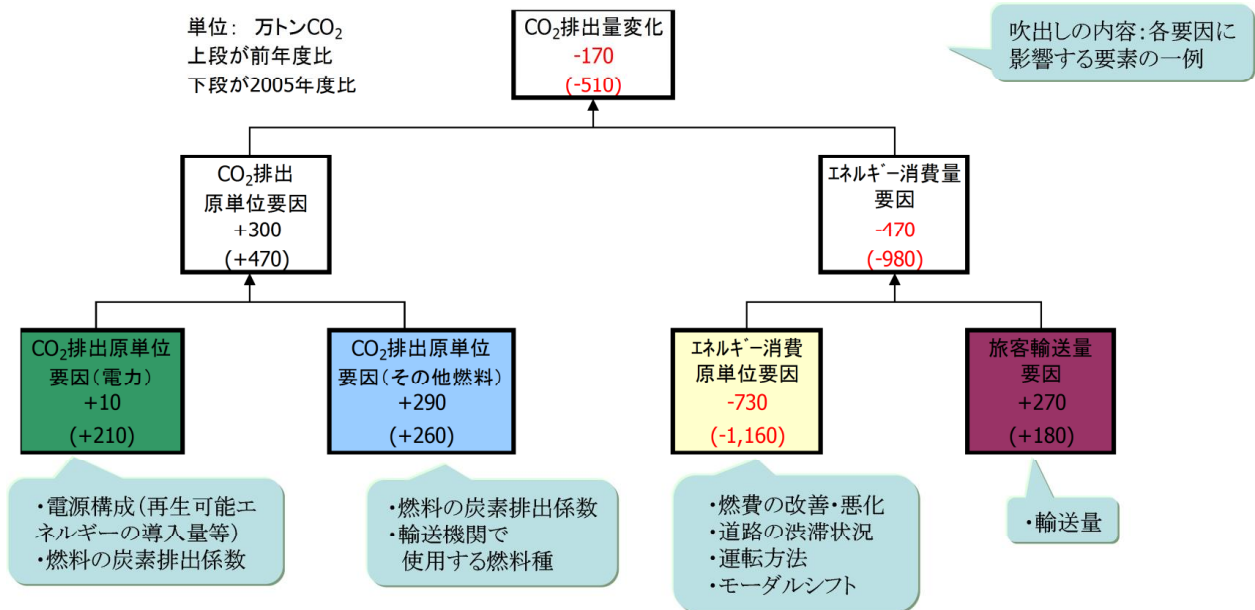 単位： 万トンCO₂
上段が前年度比
下段が2005年度比
CO₂排出量変化
-170
(-510)
吹出しの内容：各要因に
影響する要素の一例
CO₂排出
原単位要因
+300
(+470)
ｴﾈﾙｷﾞｰ消費量
要因
-470
(-980)
CO₂排出原単位
要因(電力)
+10
(+210)
CO₂排出原単位
要因(その他燃料)
+290
(+260)
ｴﾈﾙｷﾞｰ消費
原単位要因
-730
(-1,160)
旅客輸送量
要因
+270
(+180)
・電源構成(再生可能エ
ネルギーの導入量等)
・燃料の炭素排出係数
・燃料の炭素排出係数
・輸送機関で
使用する燃料種
・燃費の改善・悪化
・道路の渋滞状況
・運転方法
・モーダルシフト
・輸送量